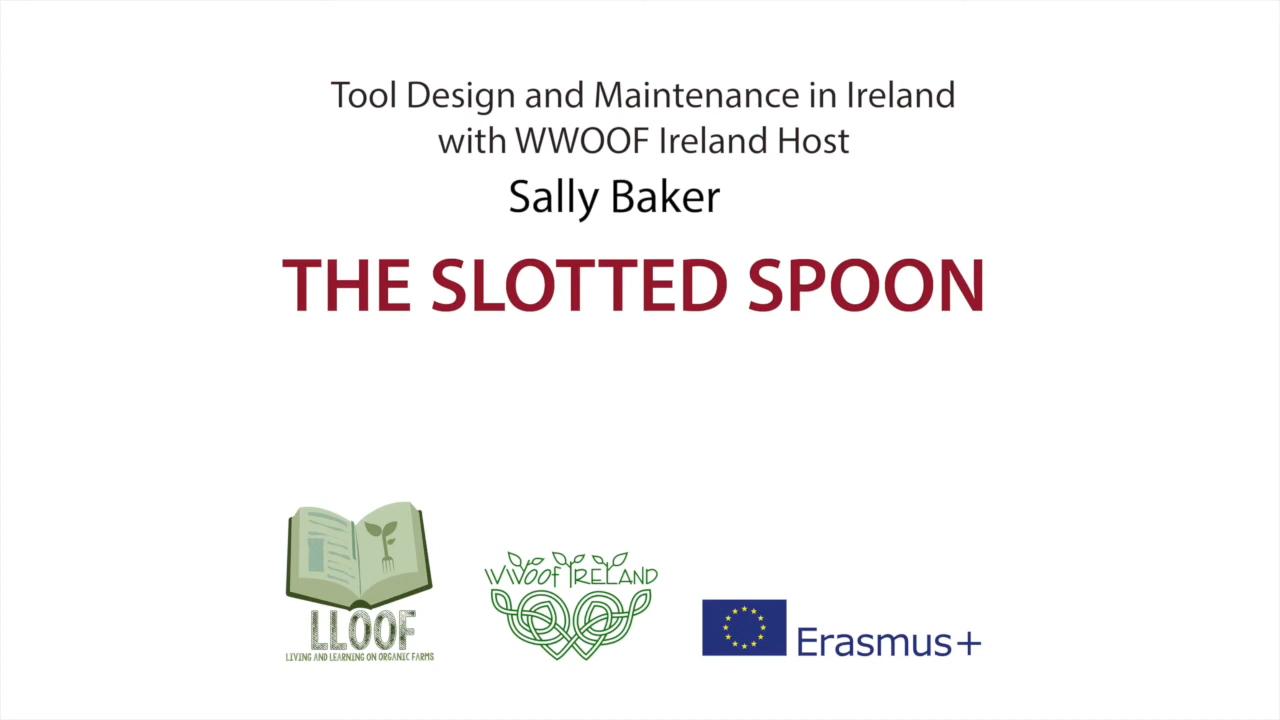 Tool Design and Maintenance in Ireland
with WWOOF Ireland Host
Sally Baker
THE SLOTTED SPOON
LLOOF
LIVING AND LEARNING ON ORGANIC FARMS
WWOOF IRELAND
Erasmus+